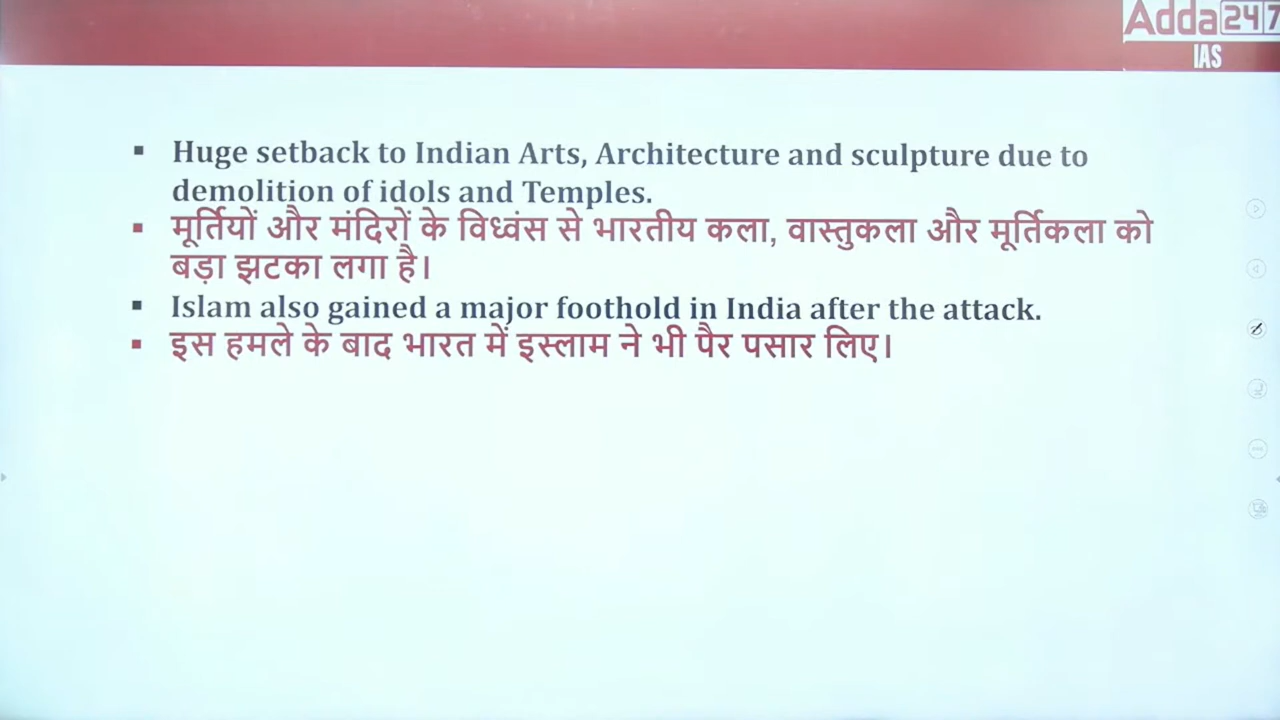 Adda247
IAS
▪ Huge setback to Indian Arts, Architecture and sculpture due to
demolition of idols and Temples.
▪ मूर्तियों और मंदिरों के विध्वंस से भारतीय कला, वास्तुकला और मूर्तिकला को
बड़ा झटका लगा है।
▪ Islam also gained a major foothold in India after the attack.
▪ इस हमले के बाद भारत में इस्लाम ने भी पैर पसार लिए।